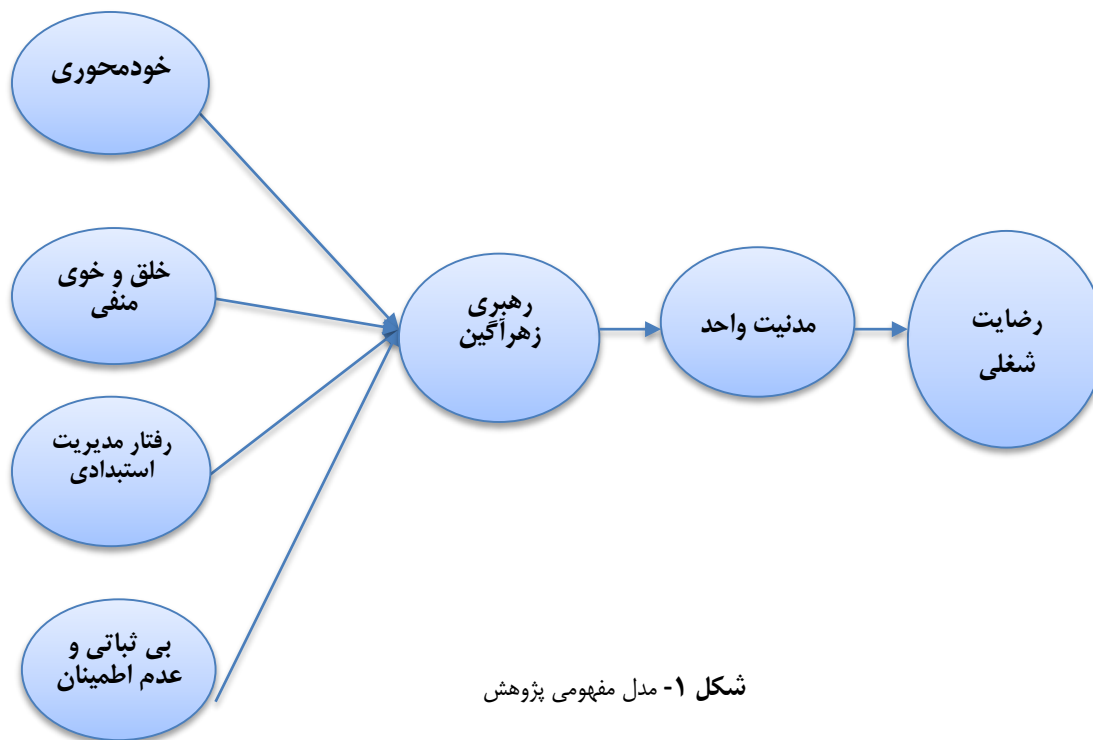 خودمحوری
خلق و خوی
منفی
رفتار مدیریت
استبدادی
بی ثباتی و
عدم اطمینان
رهبری
زهرآگین
مدنیت واحد
رضایت
شغلی
شکل ۱- مدل مفهومی پژوهش